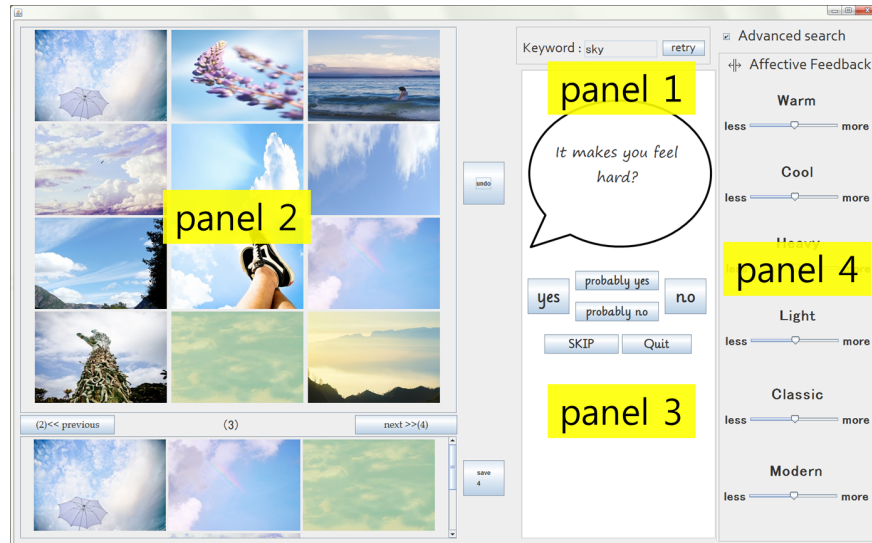 Keyword : sky
retry
Advanced search
Affective Feedback
panel 1
Warm
less
more
It makes you feel
hard?
Cool
less
more
undo
panel 2
Heavy
panel 4
yes
probably yes
probably no
no
SKIP
Quit
Light
less
more
panel 3
Classic
less
more
(2)<< previous
(3)
next >>(4)
save
4
Modern
less
more